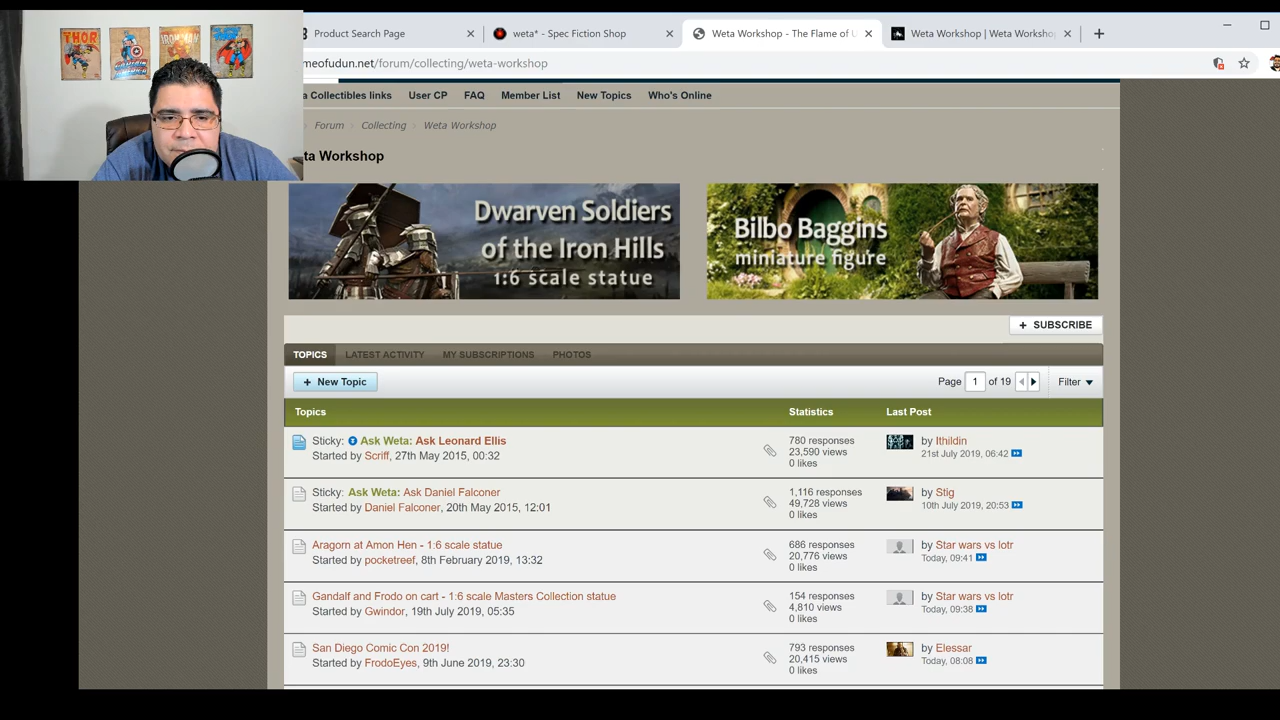 THOR
IRON MAN
Product Search Page
weta* - Spec Fiction Shop
Weta Workshop - The Flame of U
Weta Workshop | Weta Workshop
meofudun.net/forum/collecting/weta-workshop
a Collectibles links User CP FAQ Member List New Topics Who's Online
Forum Collecting Weta Workshop
ta Workshop
Dwarven Soldiers
of the Iron Hills
1:6 scale statue
Bilbo Baggins
miniature figure
+ SUBSCRIBE
TOPICS LATEST ACTIVITY MY SUBSCRIPTIONS PHOTOS
+ New Topic Page 1 of 19 Filter
Topics Statistics Last Post
Sticky: Ask Weta: Ask Leonard Ellis
Started by Scriff, 27th May 2015, 00:32
780 responses
23,590 views
0 likes
by Ithildin
21st July 2019, 06:42
Sticky: Ask Weta: Ask Daniel Falconer
Started by Daniel Falconer, 20th May 2015, 12:01
1,116 responses
49,728 views
0 likes
by Stig
10th July 2019, 20:53
Aragorn at Amon Hen - 1:6 scale statue
Started by pocketreef, 8th February 2019, 13:32
686 responses
20,776 views
0 likes
by Star wars vs lotr
Today, 09:41
Gandalf and Frodo on cart - 1:6 scale Masters Collection statue
Started by Gwindor, 19th July 2019, 05:35
154 responses
4,810 views
0 likes
by Star wars vs lotr
Today, 09:38
San Diego Comic Con 2019!
Started by FrodoEyes, 9th June 2019, 23:30
793 responses
20,415 views
0 likes
by Elessar
Today, 08:08